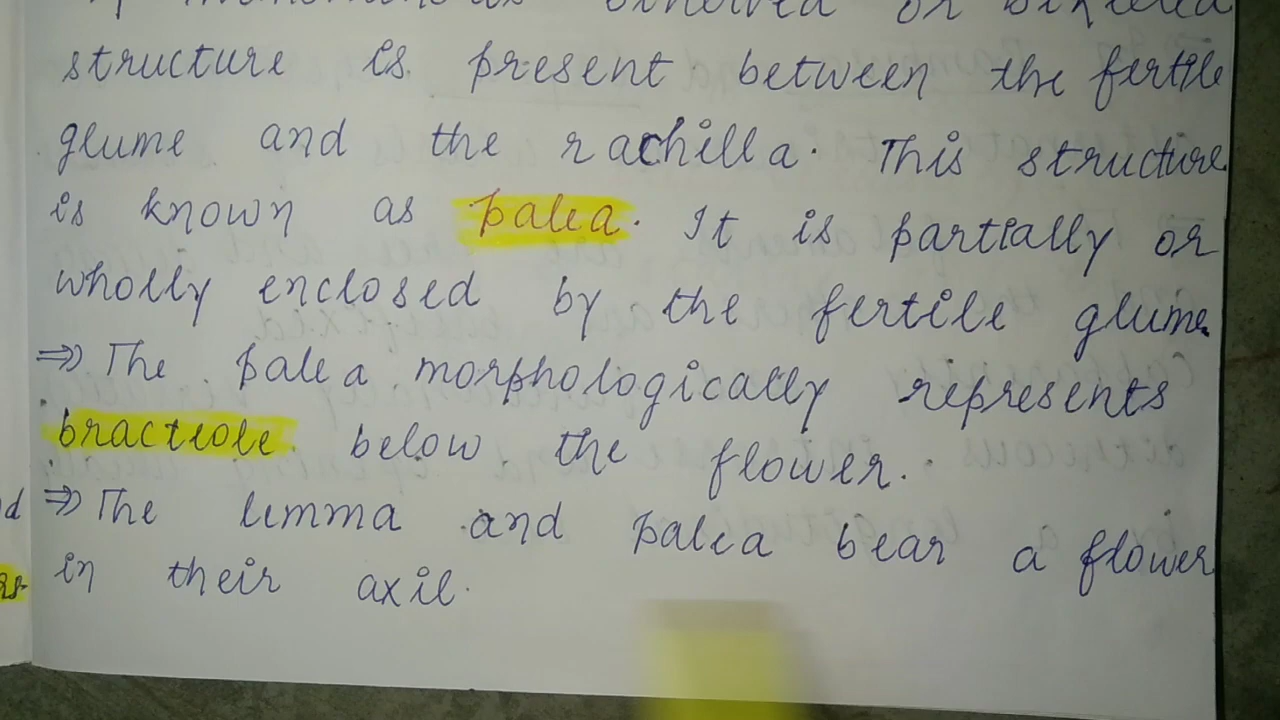 or
structure is present between the fertile
glume and the rachilla. This structure
is known as palea. It is partially or
wholly enclosed by the fertile glume.
⇒ The palea morphologically represents
bracteole below the flower.
⇒ The lemma and palea bear a flower
in their axil.